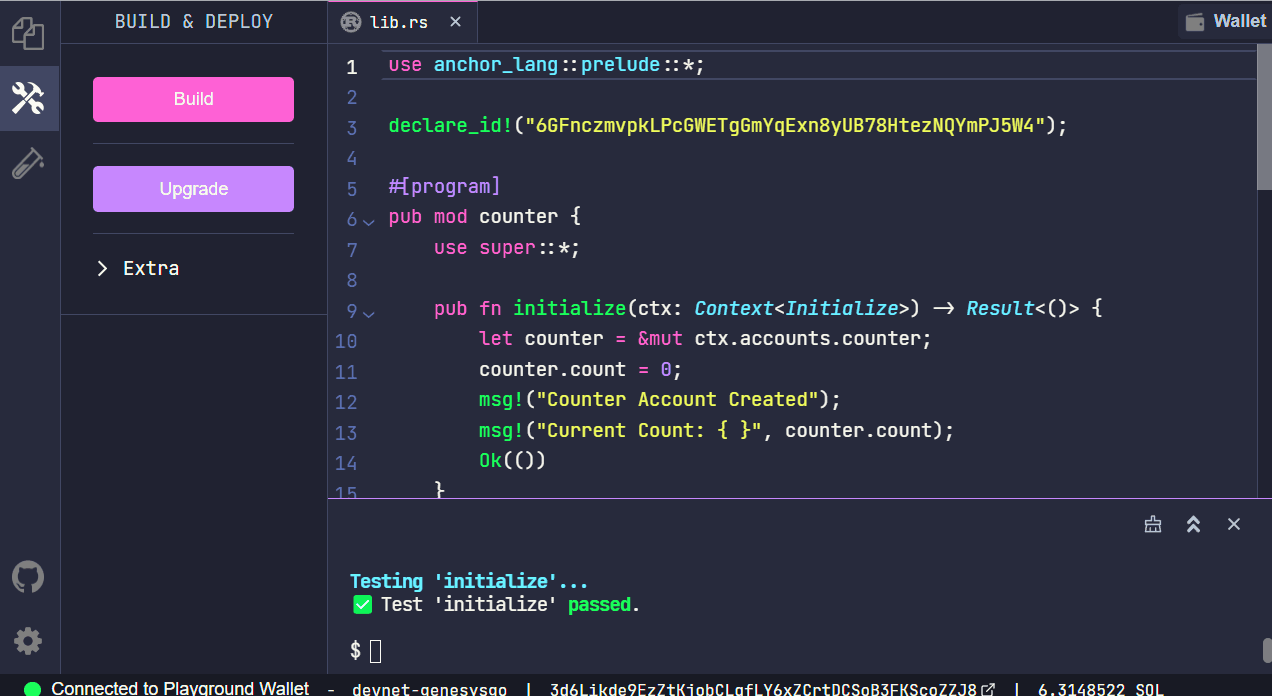 BUILD & DEPLOY
lib.rs
Wallet
Build
Upgrade
Extra
1 use anchor_lang::prelude::*;
2
3 declare_id!("6GFnczmvpkLPcGWETgGmYqExn8yUB78HtezNQYmPJ5W4");
4
5 #[program]
6 pub mod counter {
7 use super::*;
8
9 pub fn initialize(ctx: Context<Initialize>) -> Result<()> {
10 let counter = &mut ctx.accounts.counter;
11 counter.count = 0;
12 msg!("Counter Account Created");
13 msg!("Current Count: { }", counter.count);
14 Ok(())
15 }
Testing 'initialize'...
✅ Test 'initialize' passed.
$
Connected to Playground Wallet - devnet-genesysgo | 3d6Likde9EzZtKjobCLgfLY6xZCrtDCSoB3FKScoZZJ8 | 6.3148522 SOL